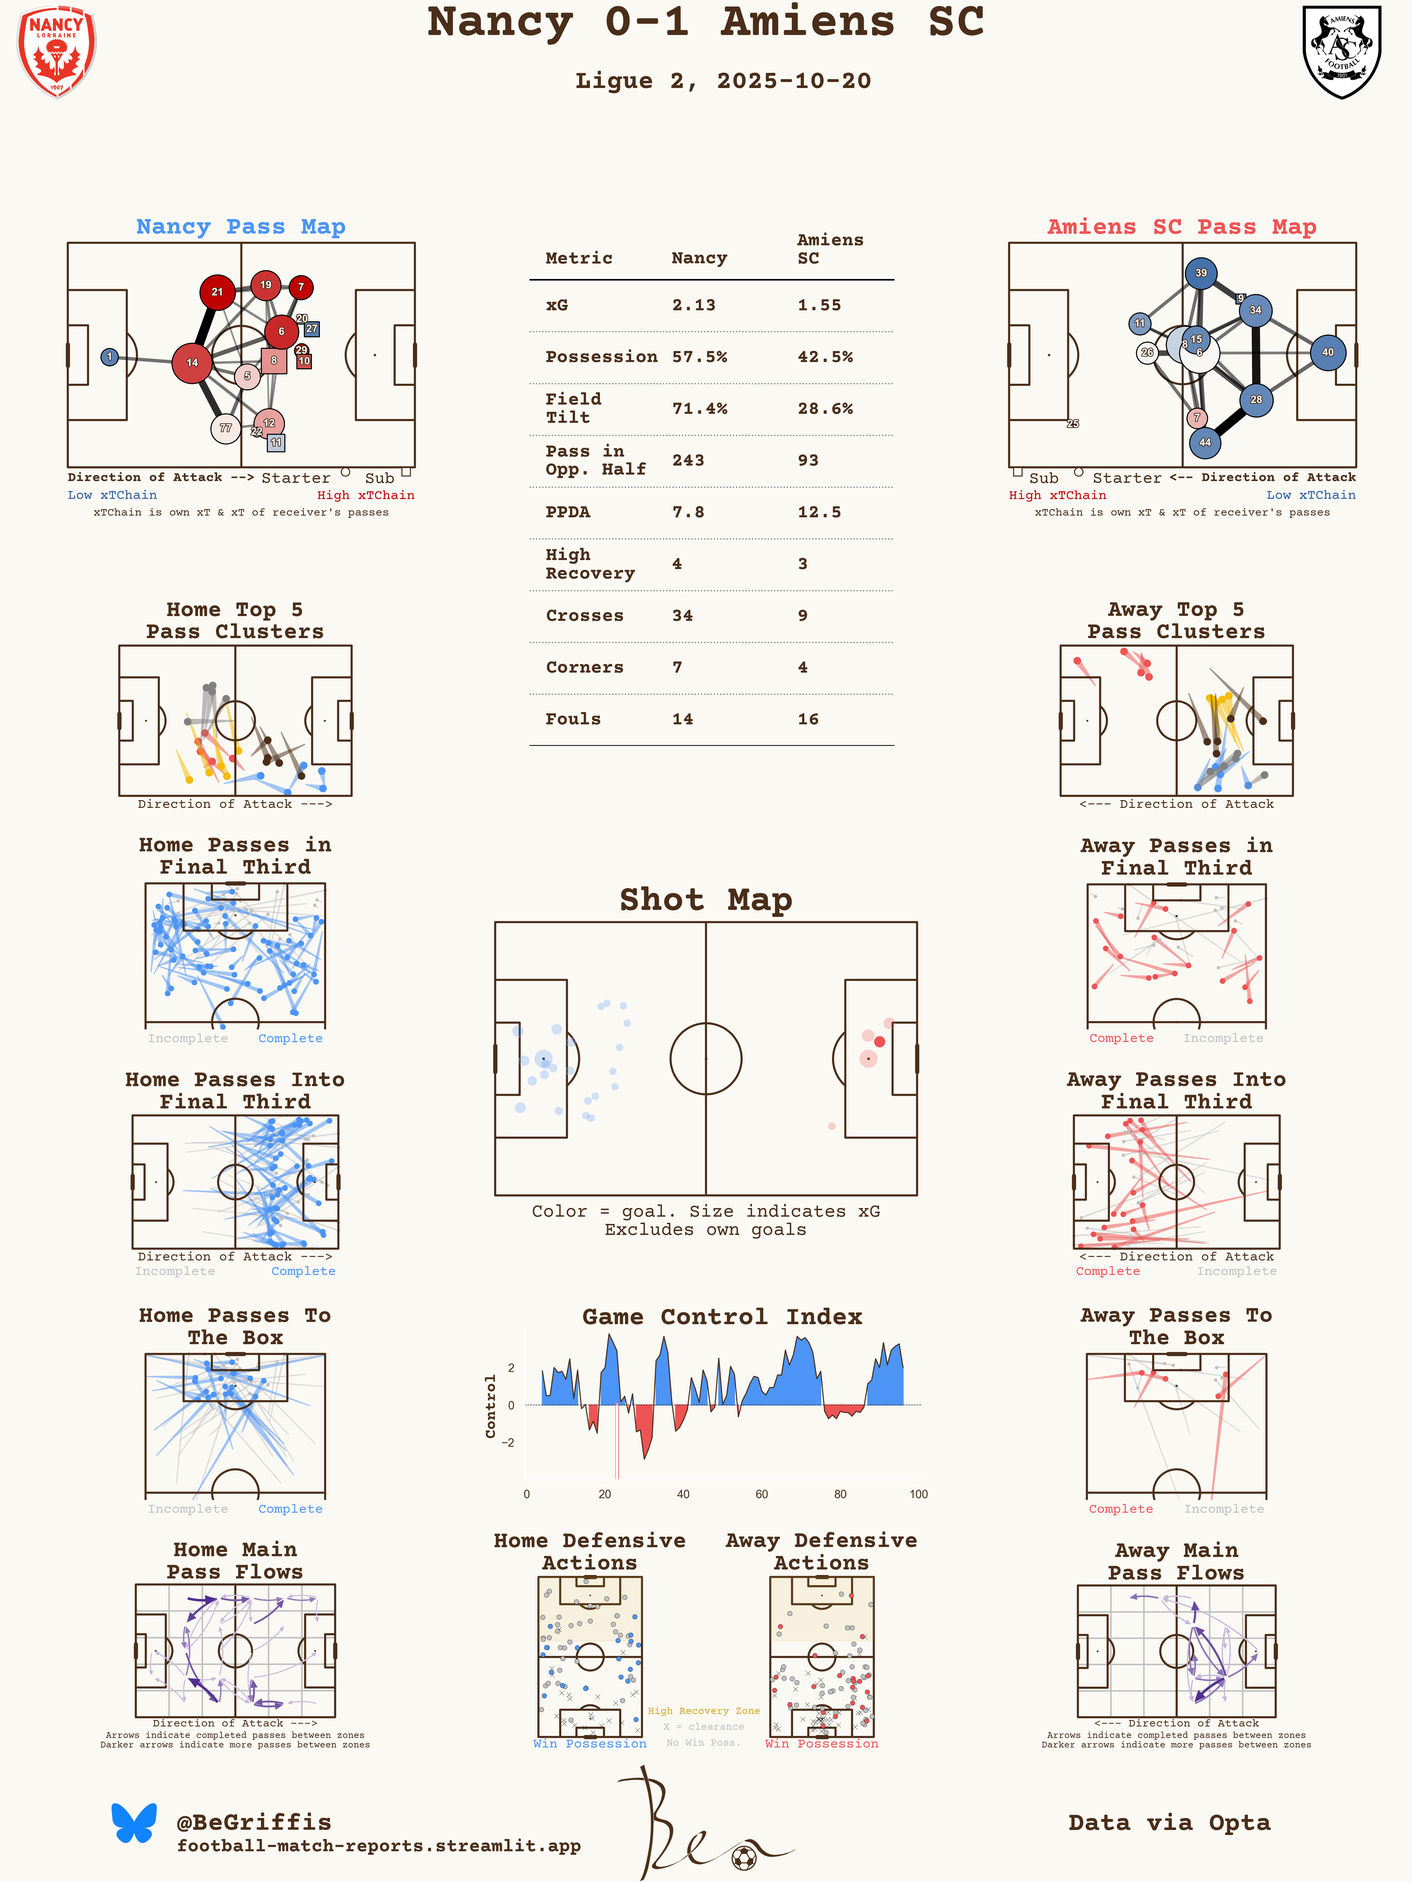 Nancy 0-1 Amiens SC
Ligue 2, 2025-10-20
NANCY
LORRAINE
1967
AMIENS
ASC
FOOTBALL
Nancy Pass Map
1
21
19
7
6
20
27
14
8
29
10
5
77
22
12
11
Direction of Attack --> Starter Sub
Low xTChain High xTChain
xTChain is own xT & xT of receiver's passes
Metric Nancy Amiens SC
xG 2.13 1.55
Possession 57.5% 42.5%
Field Tilt 71.4% 28.6%
Pass in Opp. Half 243 93
PPDA 7.8 12.5
High Recovery 4 3
Crosses 34 9
Corners 7 4
Fouls 14 16
Amiens SC Pass Map
39
9
34
11
8
15
26
6
40
28
7
25
44
Sub Starter <-- Direction of Attack
High xTChain Low xTChain
xTChain is own xT & xT of receiver's passes
Home Top 5
Pass Clusters
Direction of Attack --->
Away Top 5
Pass Clusters
<--- Direction of Attack
Home Passes in
Final Third
Incomplete Complete
Away Passes in
Final Third
Complete Incomplete
Shot Map
Color = goal. Size indicates xG
Excludes own goals
Home Passes Into
Final Third
Direction of Attack --->
Incomplete Complete
Away Passes Into
Final Third
<--- Direction of Attack
Complete Incomplete
Home Passes To
The Box
Incomplete Complete
Game Control Index
Control
2
0
−2
0 20 40 60 80 100
Away Passes To
The Box
Complete Incomplete
Home Main
Pass Flows
Direction of Attack --->
Arrows indicate completed passes between zones
Darker arrows indicate more passes between zones
Home Defensive
Actions
Win Possession
High Recovery Zone
X = clearance
No Win Poss.
Away Defensive
Actions
Win Possession
Away Main
Pass Flows
<--- Direction of Attack
Arrows indicate completed passes between zones
Darker arrows indicate more passes between zones
@BeGriffis
football-match-reports.streamlit.app
Ben
Data via Opta